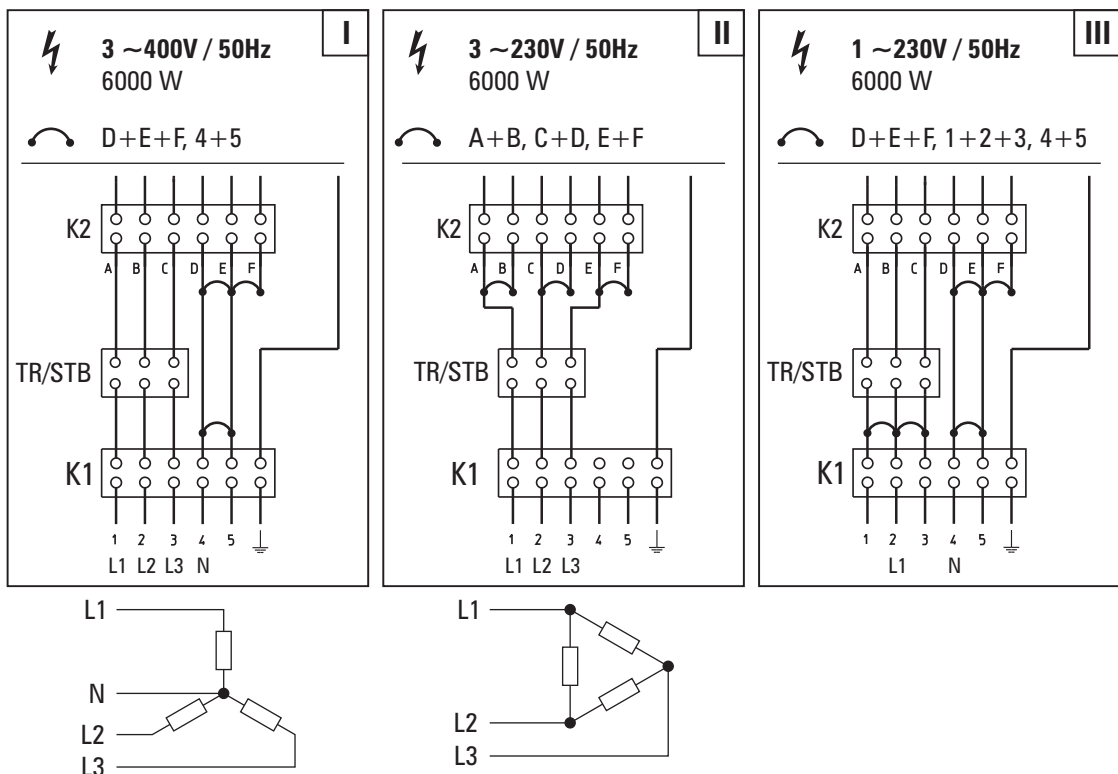 I
3 ~400V / 50Hz
6000 W
D+E+F, 4+5
K2
A B C D E F
TR/STB
K1
1 2 3 4 5
L1 L2 L3 N
II
3 ~230V / 50Hz
6000 W
A+B, C+D, E+F
K2
A B C D E F
TR/STB
K1
1 2 3 4 5
L1 L2 L3
III
1 ~230V / 50Hz
6000 W
D+E+F, 1+2+3, 4+5
K2
A B C D E F
TR/STB
K1
1 2 3 4 5
L1 N
L1
N
L2
L3
L1
L2
L3